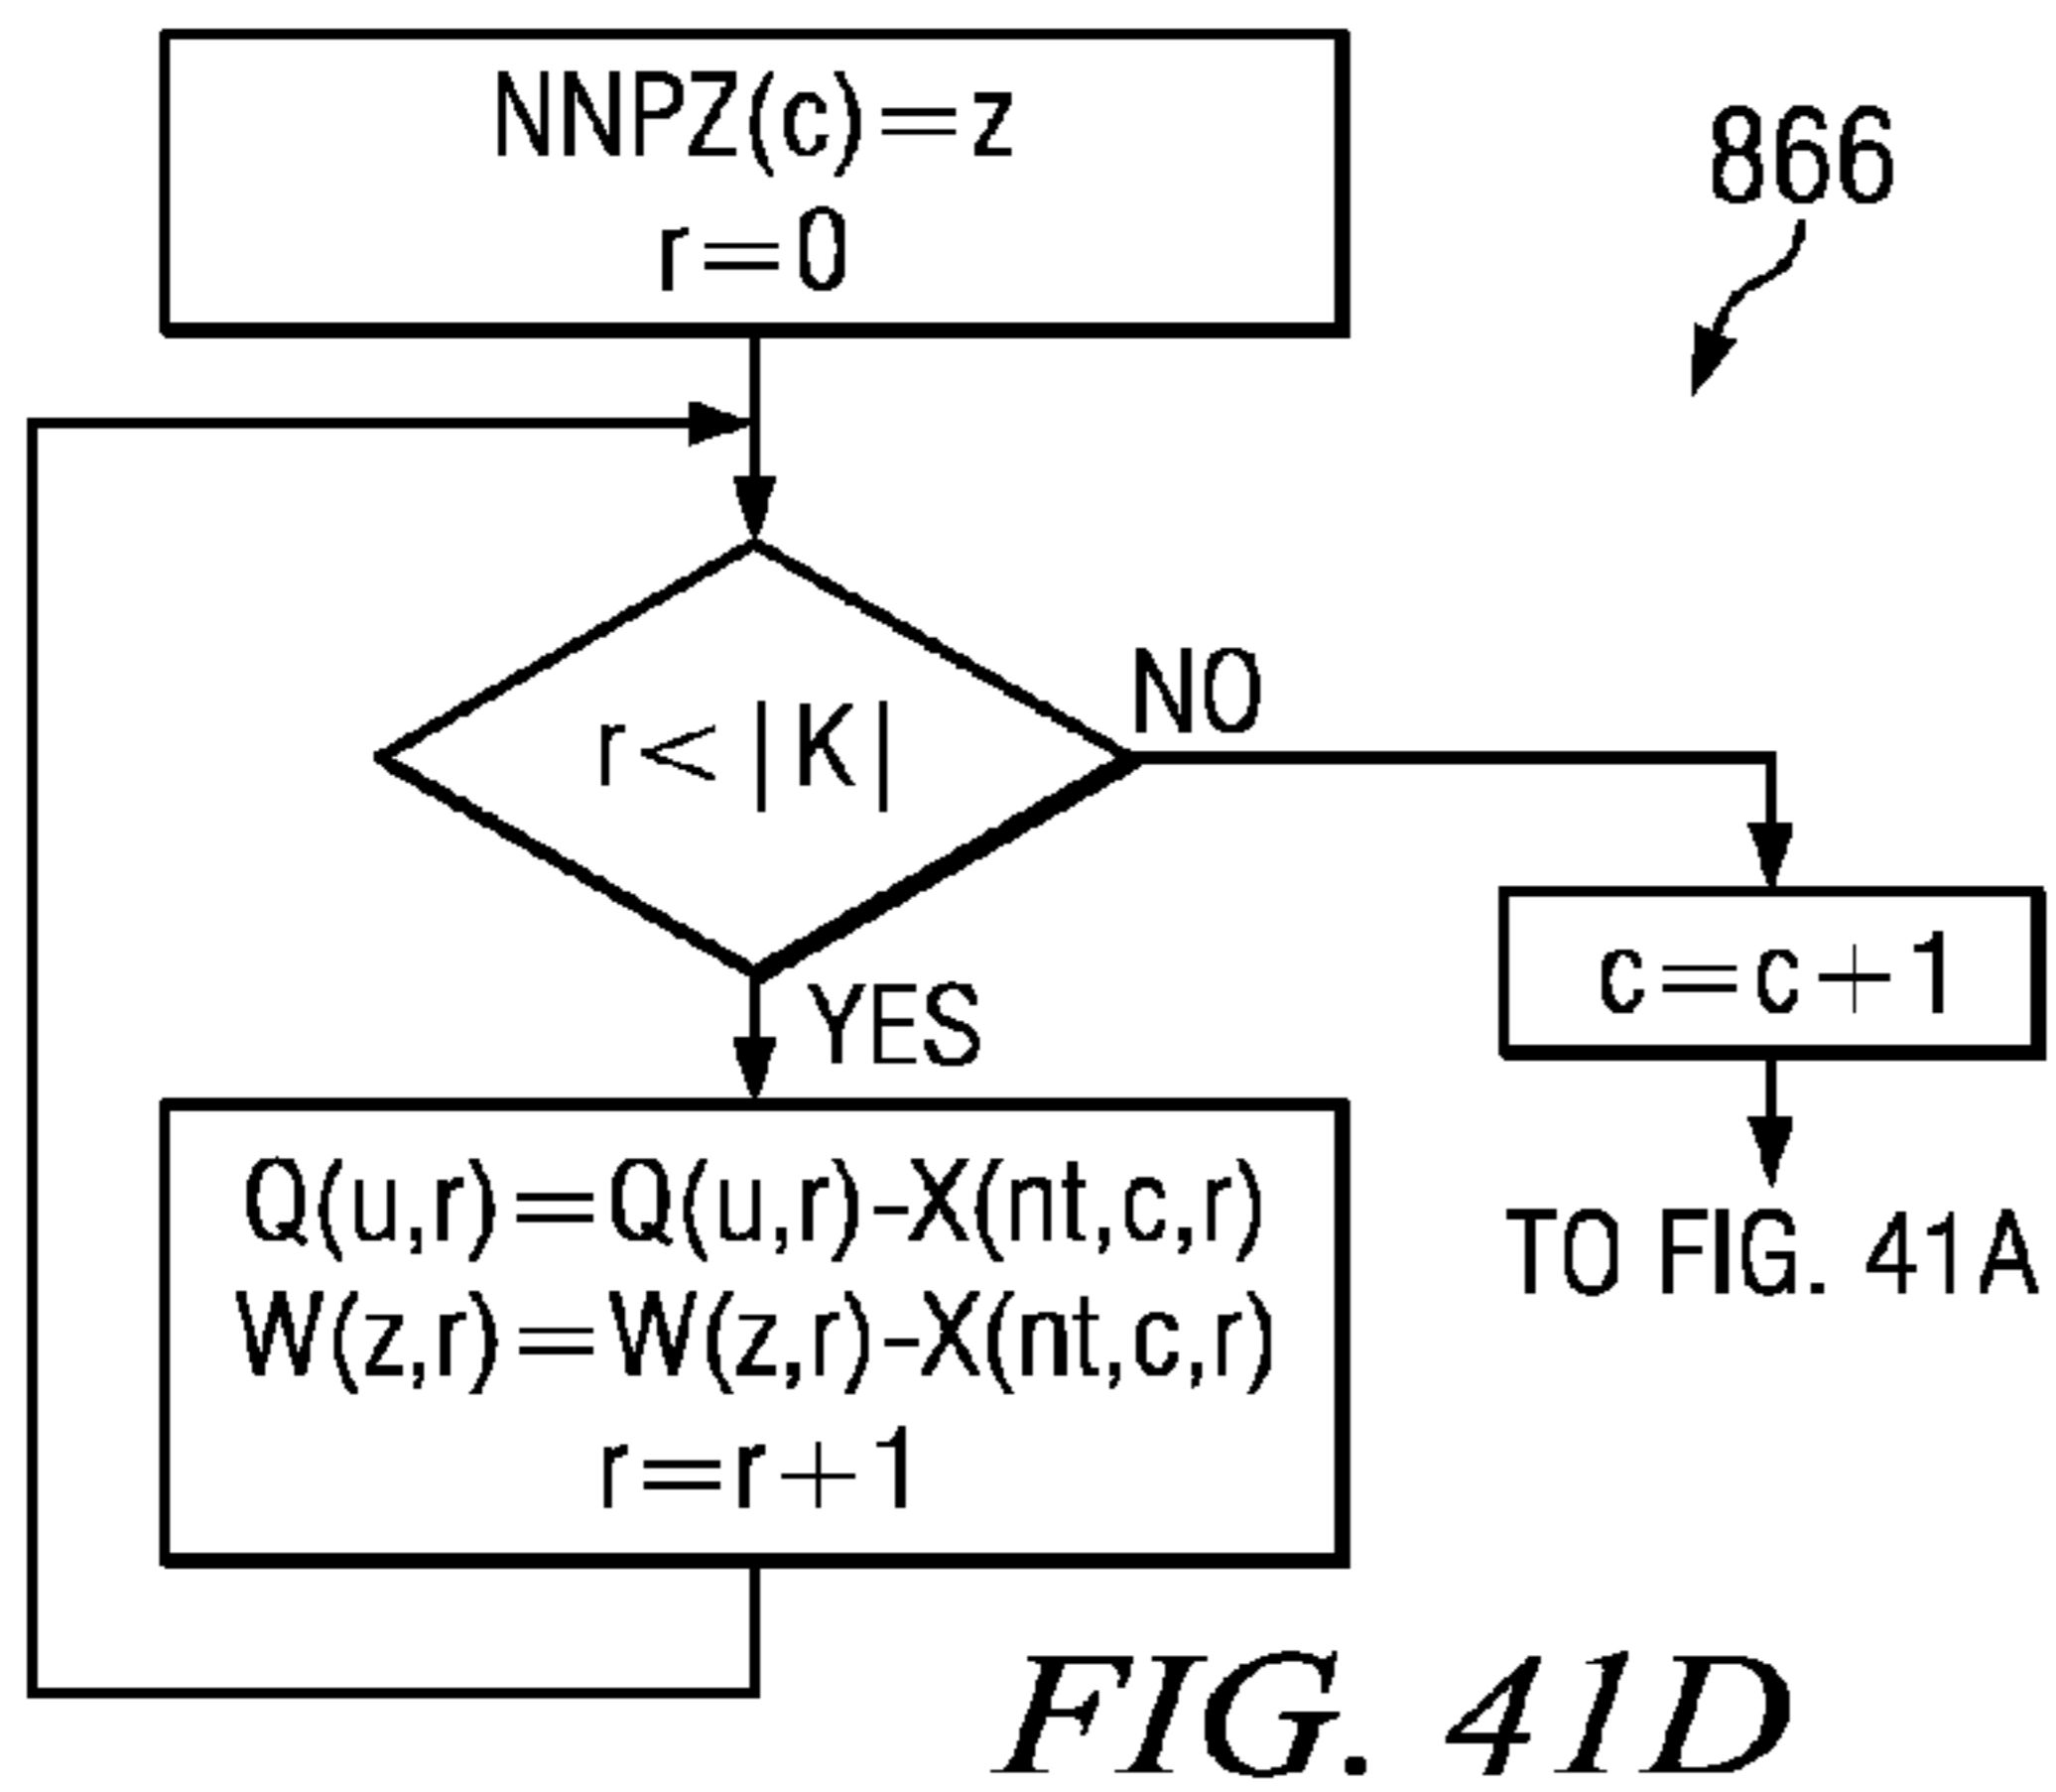 NNPZ(c)=z
r=0
866
r<|K|
NO
YES
c=c+1
Q(u,r)=Q(u,r)-X(nt,c,r)
W(z,r)=W(z,r)-X(nt,c,r)
r=r+1
TO FIG. 41A
FIG. 41D